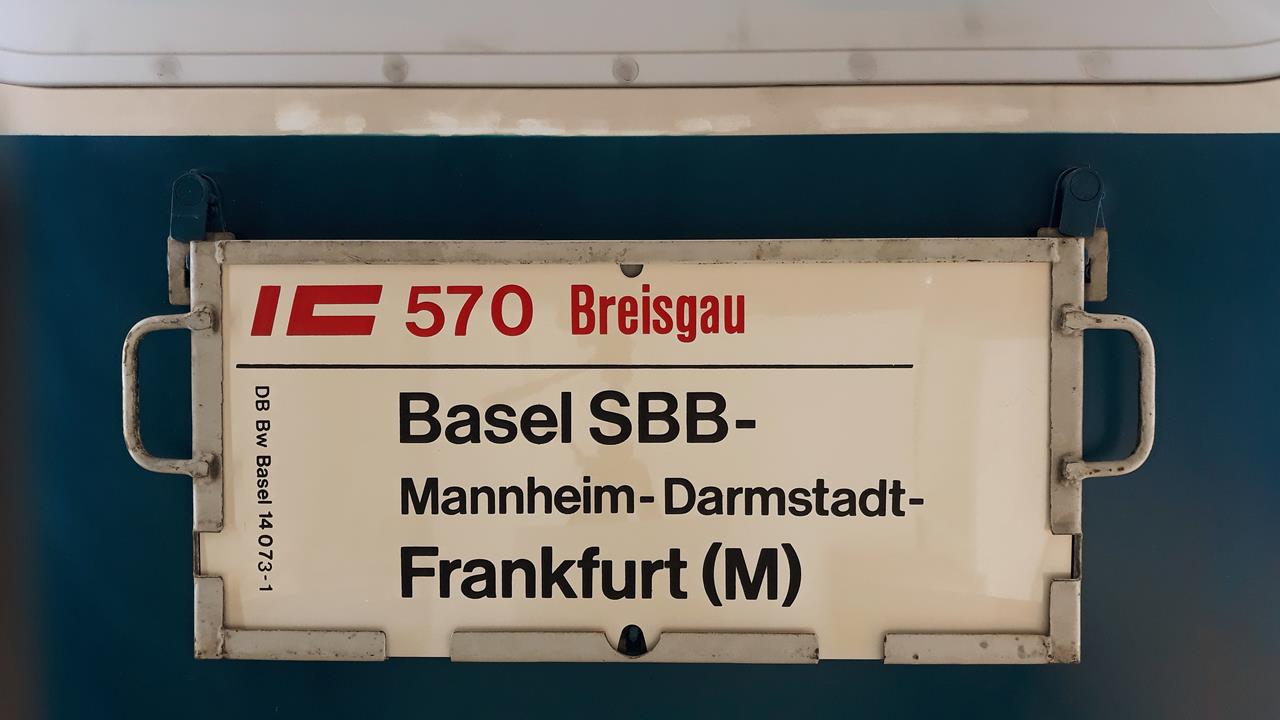 IC 570 Breisgau
Basel SBB-
Mannheim-Darmstadt-
Frankfurt (M)
DB Bw Basel 14 073-1